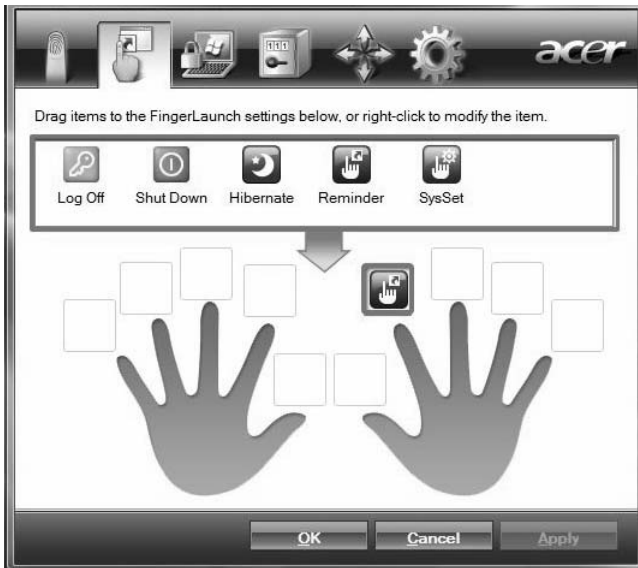 acer
Drag items to the FingerLaunch settings below, or right-click to modify the item.
Log Off Shut Down Hibernate Reminder SysSet
OK Cancel Apply